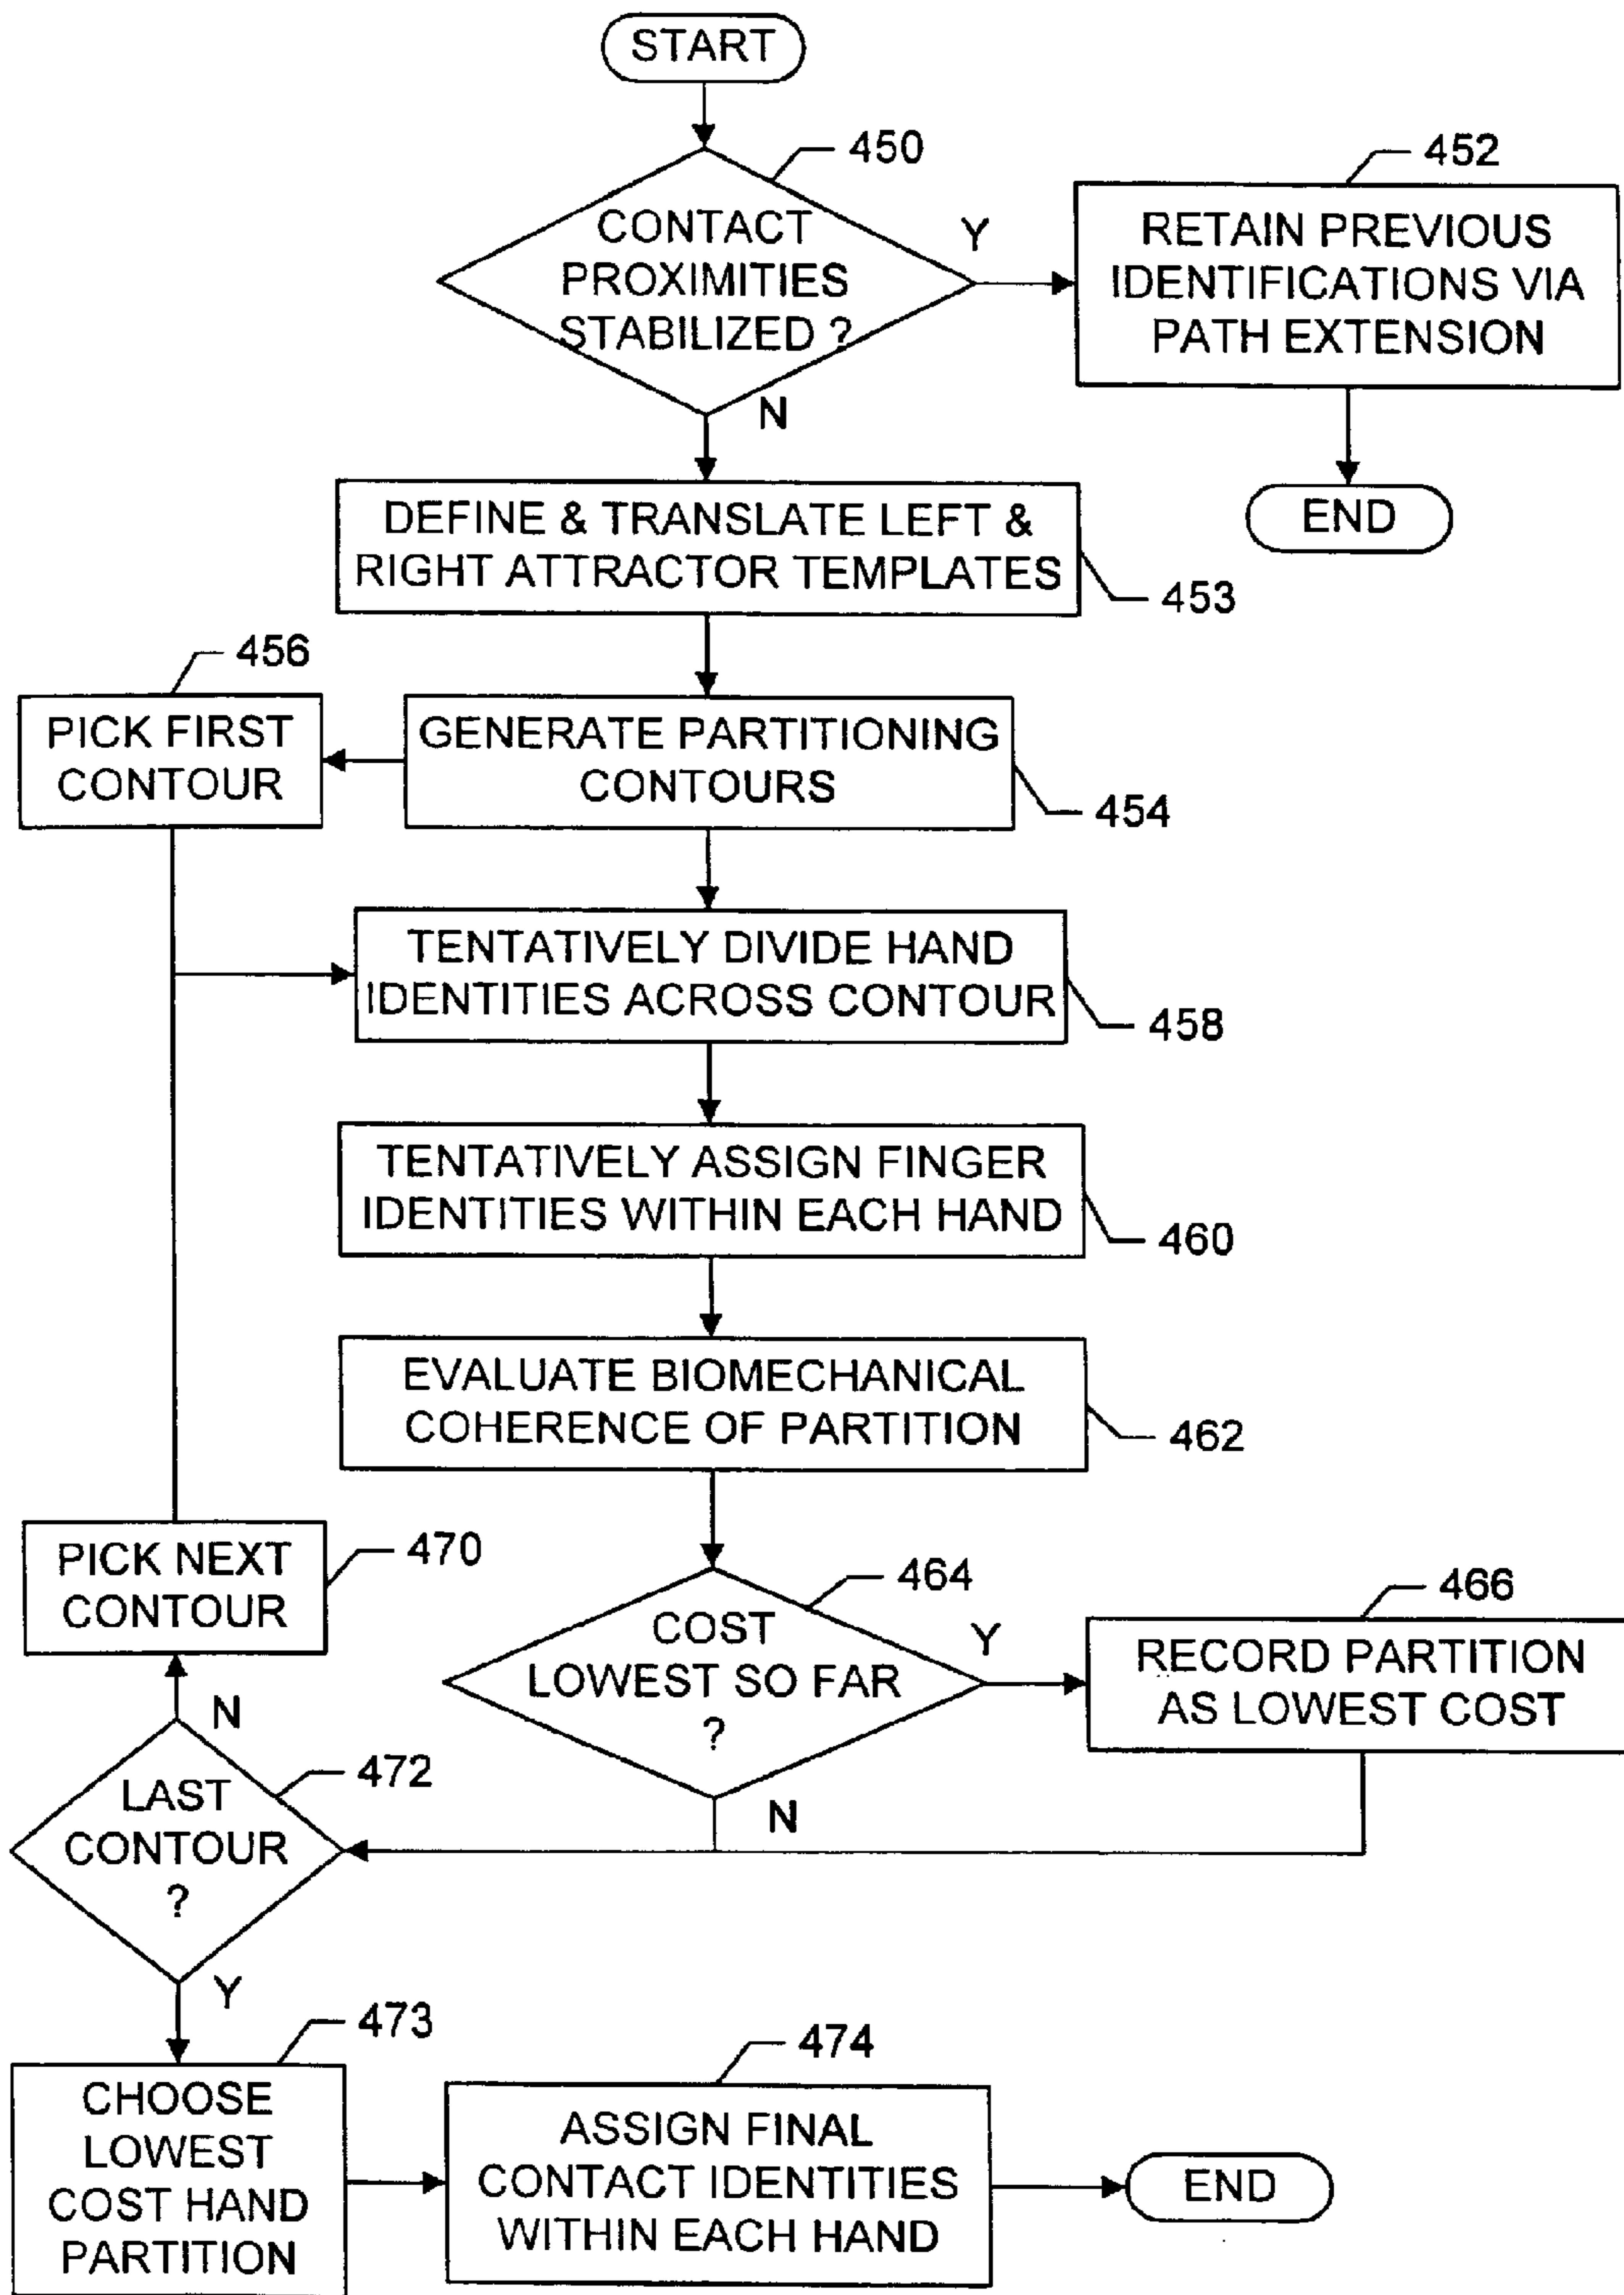 START
450
CONTACT
PROXIMITIES
STABILIZED ?
Y
N
452
RETAIN PREVIOUS
IDENTIFICATIONS VIA
PATH EXTENSION
END
DEFINE & TRANSLATE LEFT &
RIGHT ATTRACTOR TEMPLATES
453
456
PICK FIRST
CONTOUR
GENERATE PARTITIONING
CONTOURS
454
TENTATIVELY DIVIDE HAND
IDENTITIES ACROSS CONTOUR
458
TENTATIVELY ASSIGN FINGER
IDENTITIES WITHIN EACH HAND
460
EVALUATE BIOMECHANICAL
COHERENCE OF PARTITION
462
PICK NEXT
CONTOUR
470
464
COST
LOWEST SO FAR
?
Y
N
466
RECORD PARTITION
AS LOWEST COST
N
472
LAST
CONTOUR
?
Y
473
CHOOSE
LOWEST
COST HAND
PARTITION
474
ASSIGN FINAL
CONTACT IDENTITIES
WITHIN EACH HAND
END